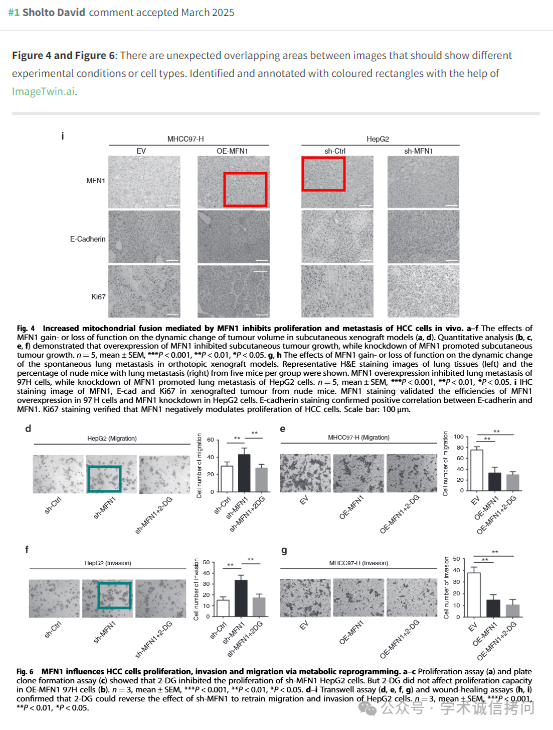 #1 Sholto David comment accepted March 2025
Figure 4 and Figure 6: There are unexpected overlapping areas between images that should show different
experimental conditions or cell types. Identified and annotated with coloured rectangles with the help of
ImageTwin.ai.
i
MHCC97-H
HepG2
EV
OE-MFN1
sh-Ctrl
sh-MFN1
MFN1
E-Cadherin
Ki67
Fig. 4 Increased mitochondrial fusion mediated by MFN1 inhibits proliferation and metastasis of HCC cells in vivo. a–f The effects of
MFN1 gain- or loss of function on the dynamic change of tumour volume in subcutaneous xenograft models (a, d). Quantitative analysis (b, c,
e, f) demonstrated that overexpression of MFN1 inhibited subcutaneous tumour growth, while knockdown of MFN1 promoted subcutaneous
tumour growth. n = 5, mean ± SEM, ***P < 0.001, **P < 0.01, *P < 0.05. g, h The effects of MFN1 gain- or loss of function on the dynamic change
of the spontaneous lung metastasis in orthotopic xenograft models. Representative H&E staining images of lung tissues (left) and the
percentage of nude mice with lung metastasis (right) from five mice per group were shown. MFN1 overexpression inhibited lung metastasis of
97H cells, while knockdown of MFN1 promoted lung metastasis of HepG2 cells. n = 5, mean ± SEM, ***P < 0.001, **P < 0.01, *P < 0.05. i IHC
staining image of MFN1, E-cad and Ki67 in xenografted tumour from nude mice. MFN1 staining validated the efficiencies of MFN1
overexpression in 97 H cells and MFN1 knockdown in HepG2 cells. E-cadherin staining confirmed positive correlation between E-cadherin and
MFN1. Ki67 staining verified that MFN1 negatively modulates proliferation of HCC cells. Scale bar: 100 μm.
d
HepG2 (Migration)
sh-Ctrl
sh-MFN1
sh-MFN1+2-DG
Cell number of migration
60
40
20
0
**
**
sh-Ctrl
sh-MFN1
sh-MFN1+2DG
e
MHCC97-H (Migration)
EV
OE-MFN1
OE-MFN1+2-DG
Cell number of migration
100
80
60
40
20
0
**
**
EV
OE-MFN1
OE-MFN1+2-DG
f
HepG2 (Invasion)
sh-Ctrl
sh-MFN1
sh-MFN1+2-DG
Cell number of invasion
50
40
30
20
10
0
**
**
sh-Ctrl
sh-MFN1
sh-MFN1+2-DG
g
MHCC97-H (Invasion)
EV
OE-MFN1
OE-MFN1+2-DG
Cell number of invasion
50
40
30
20
10
0
**
**
EV
OE-MFN1
OE-MFN1+2-DG
Fig. 6 MFN1 influences HCC cells proliferation, invasion and migration via metabolic reprogramming. a–c Proliferation assay (a) and plate
clone formation assay (c) showed that 2-DG inhibited the proliferation of sh-MFN1 HepG2 cells. But 2-DG did not affect proliferation capacity
in OE-MFN1 97H cells (b). n = 3, mean ± SEM, ***P < 0.001, **P < 0.01, *P < 0.05. d–i Transwell assay (d, e, f, g) and wound-healing assays (h, i)
confirmed that 2-DG could reverse the effect of sh-MFN1 to retrain migration and invasion of HepG2 cells. n = 3, mean ± SEM, ***P < 0.001,
**P < 0.01, *P < 0.05.
公众号 · 学术诚信拷问